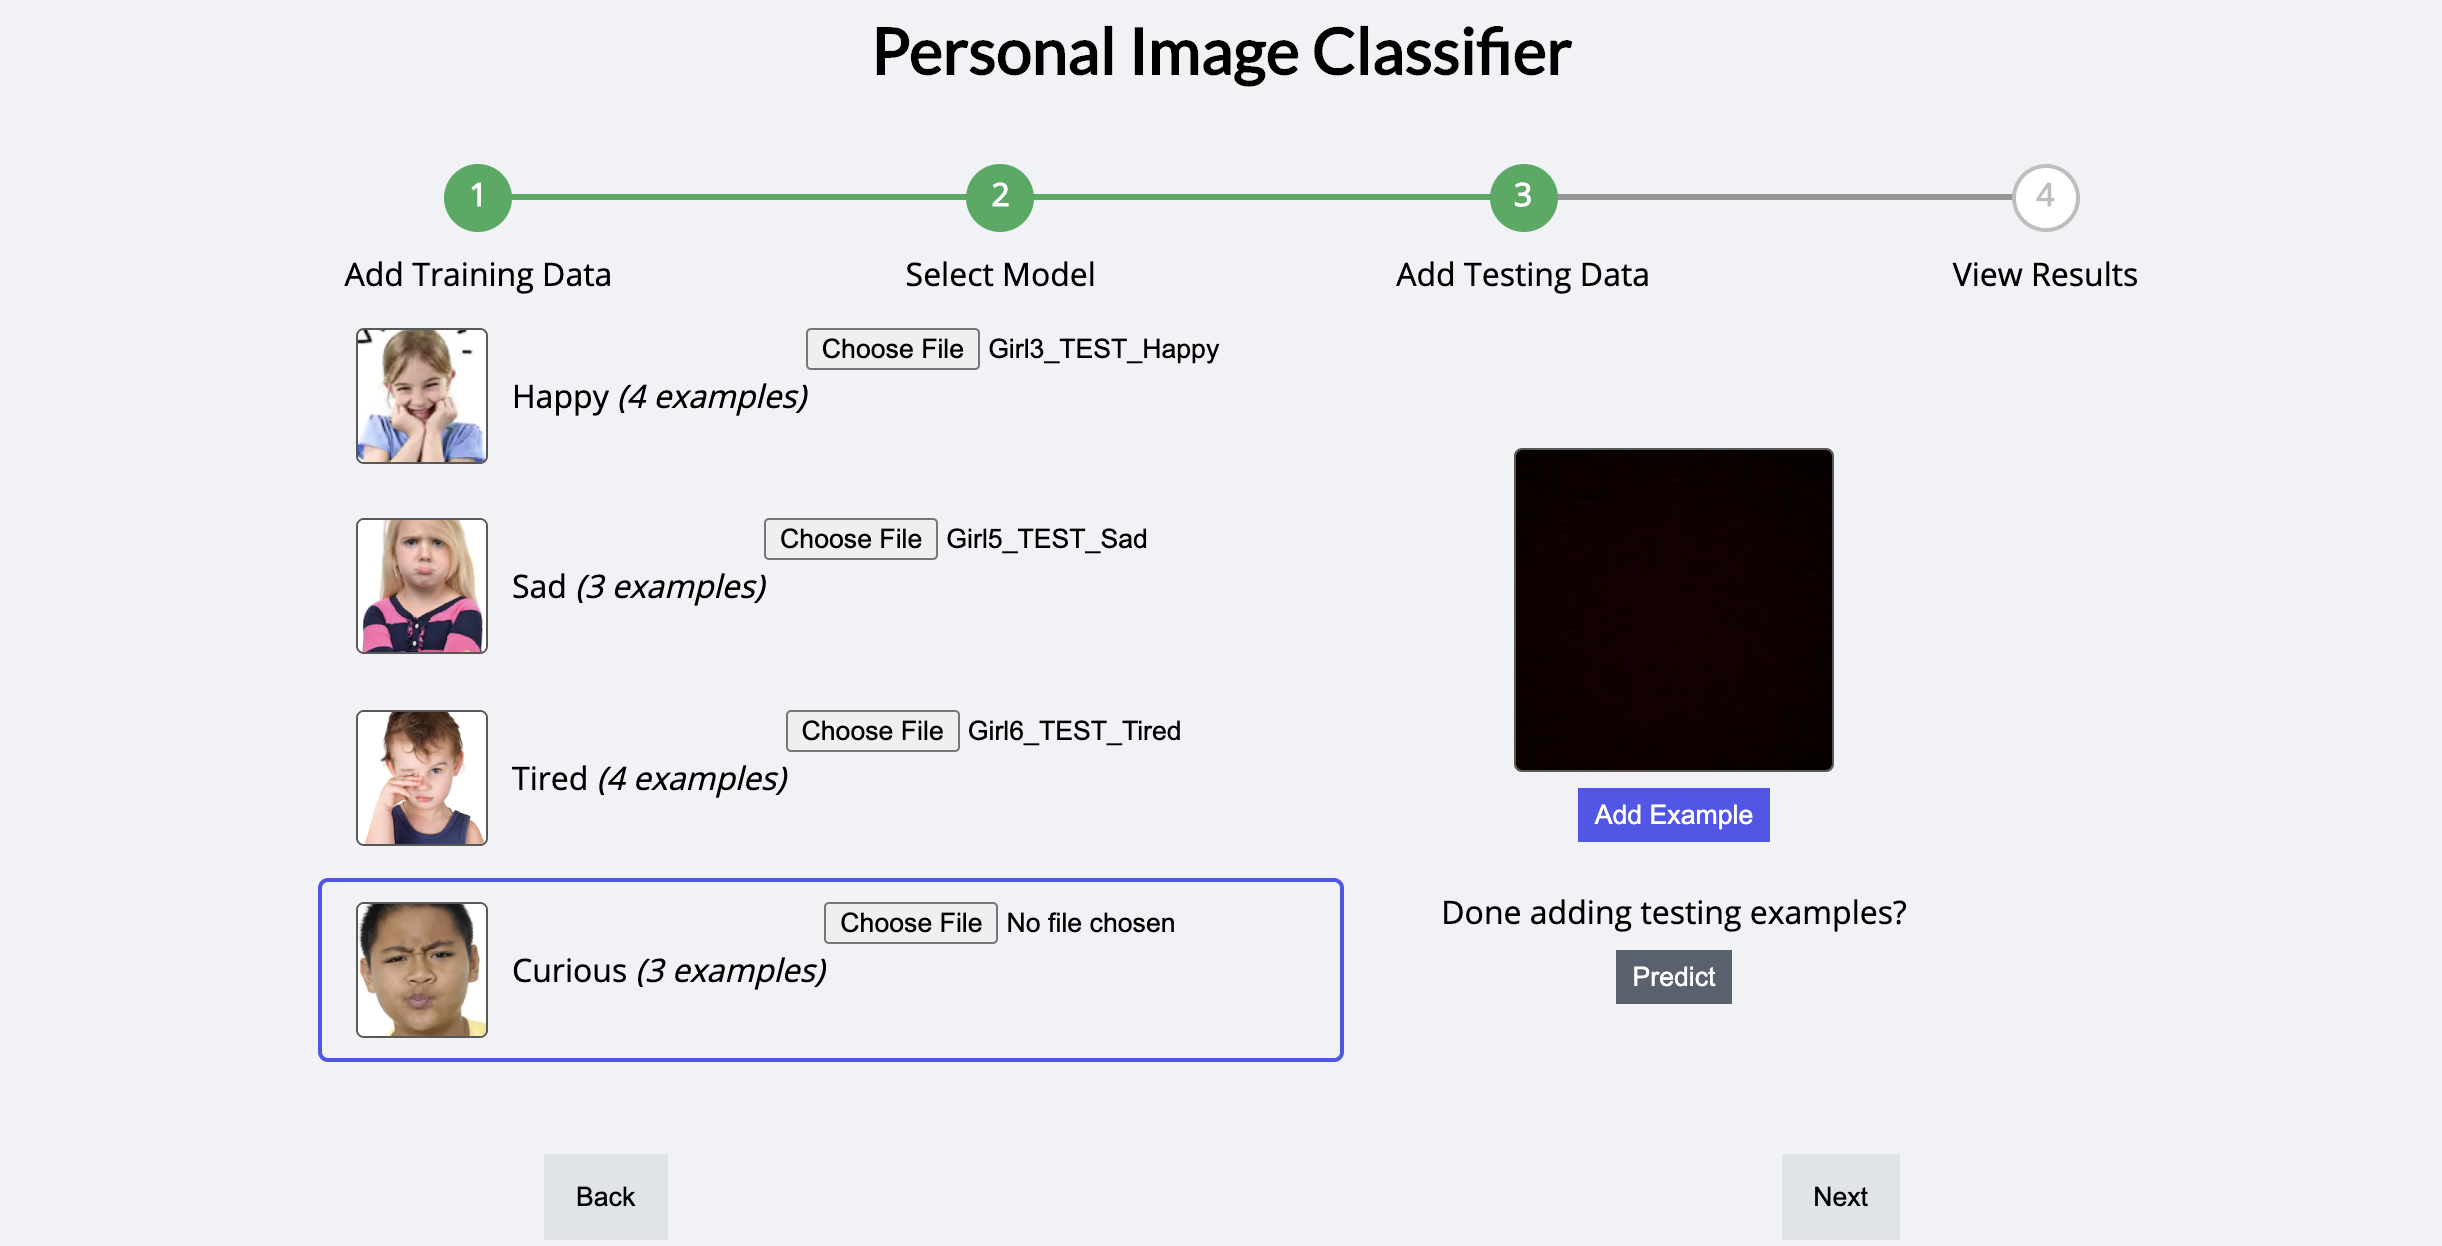 Personal Image Classifier
1 2 3 4
Add Training Data Select Model Add Testing Data View Results
Choose File Girl3_TEST_Happy
Happy (4 examples)
Choose File Girl5_TEST_Sad
Sad (3 examples)
Choose File Girl6_TEST_Tired
Tired (4 examples)
Choose File No file chosen
Curious (3 examples)
Add Example
Done adding testing examples?
Predict
Back
Next